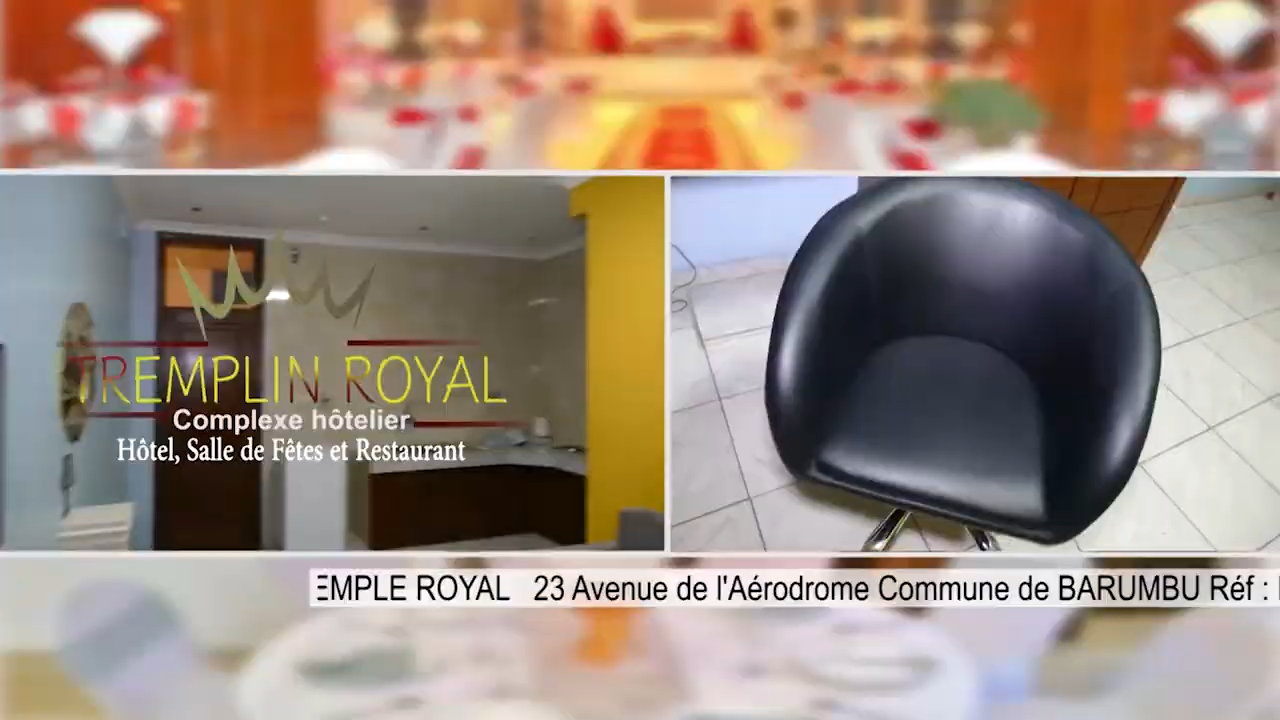 TREMPLIN ROYAL
Complexe hôtelier
Hôtel, Salle de Fêtes et Restaurant
EMPLE ROYAL 23 Avenue de l'Aérodrome Commune de BARUMBU Réf :